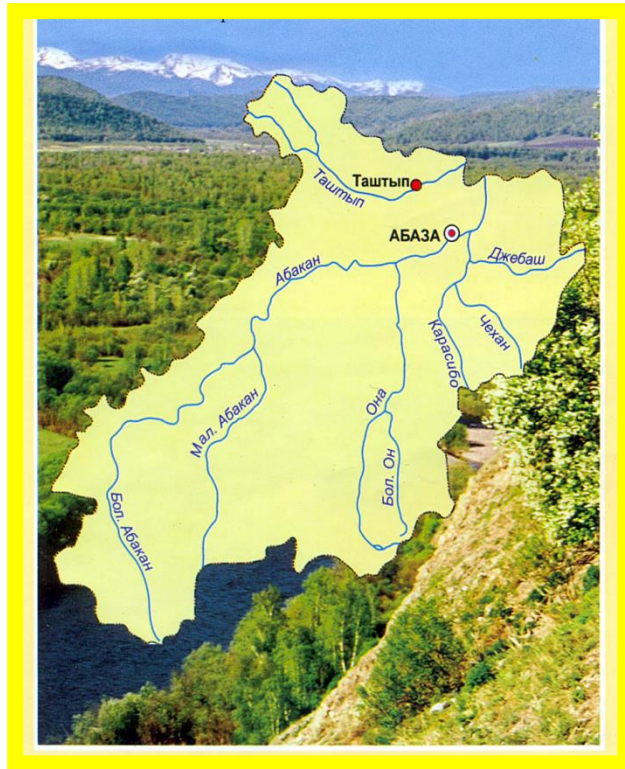 Таштып
Таштып
АБАЗА
Джебаш
Абакан
Карасибо
Чехан
Она
Мал. Абакан
Бол. Он
Бол. Абакан